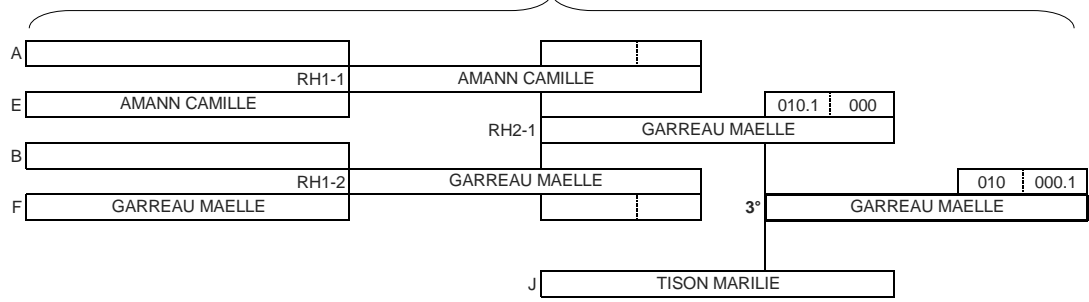 A
RH1-1 AMANN CAMILLE
E AMANN CAMILLE 010.1 000
RH2-1 GARREAU MAELLE
B
RH1-2 GARREAU MAELLE 010 000.1
F GARREAU MAELLE 3° GARREAU MAELLE
J TISON MARILIE